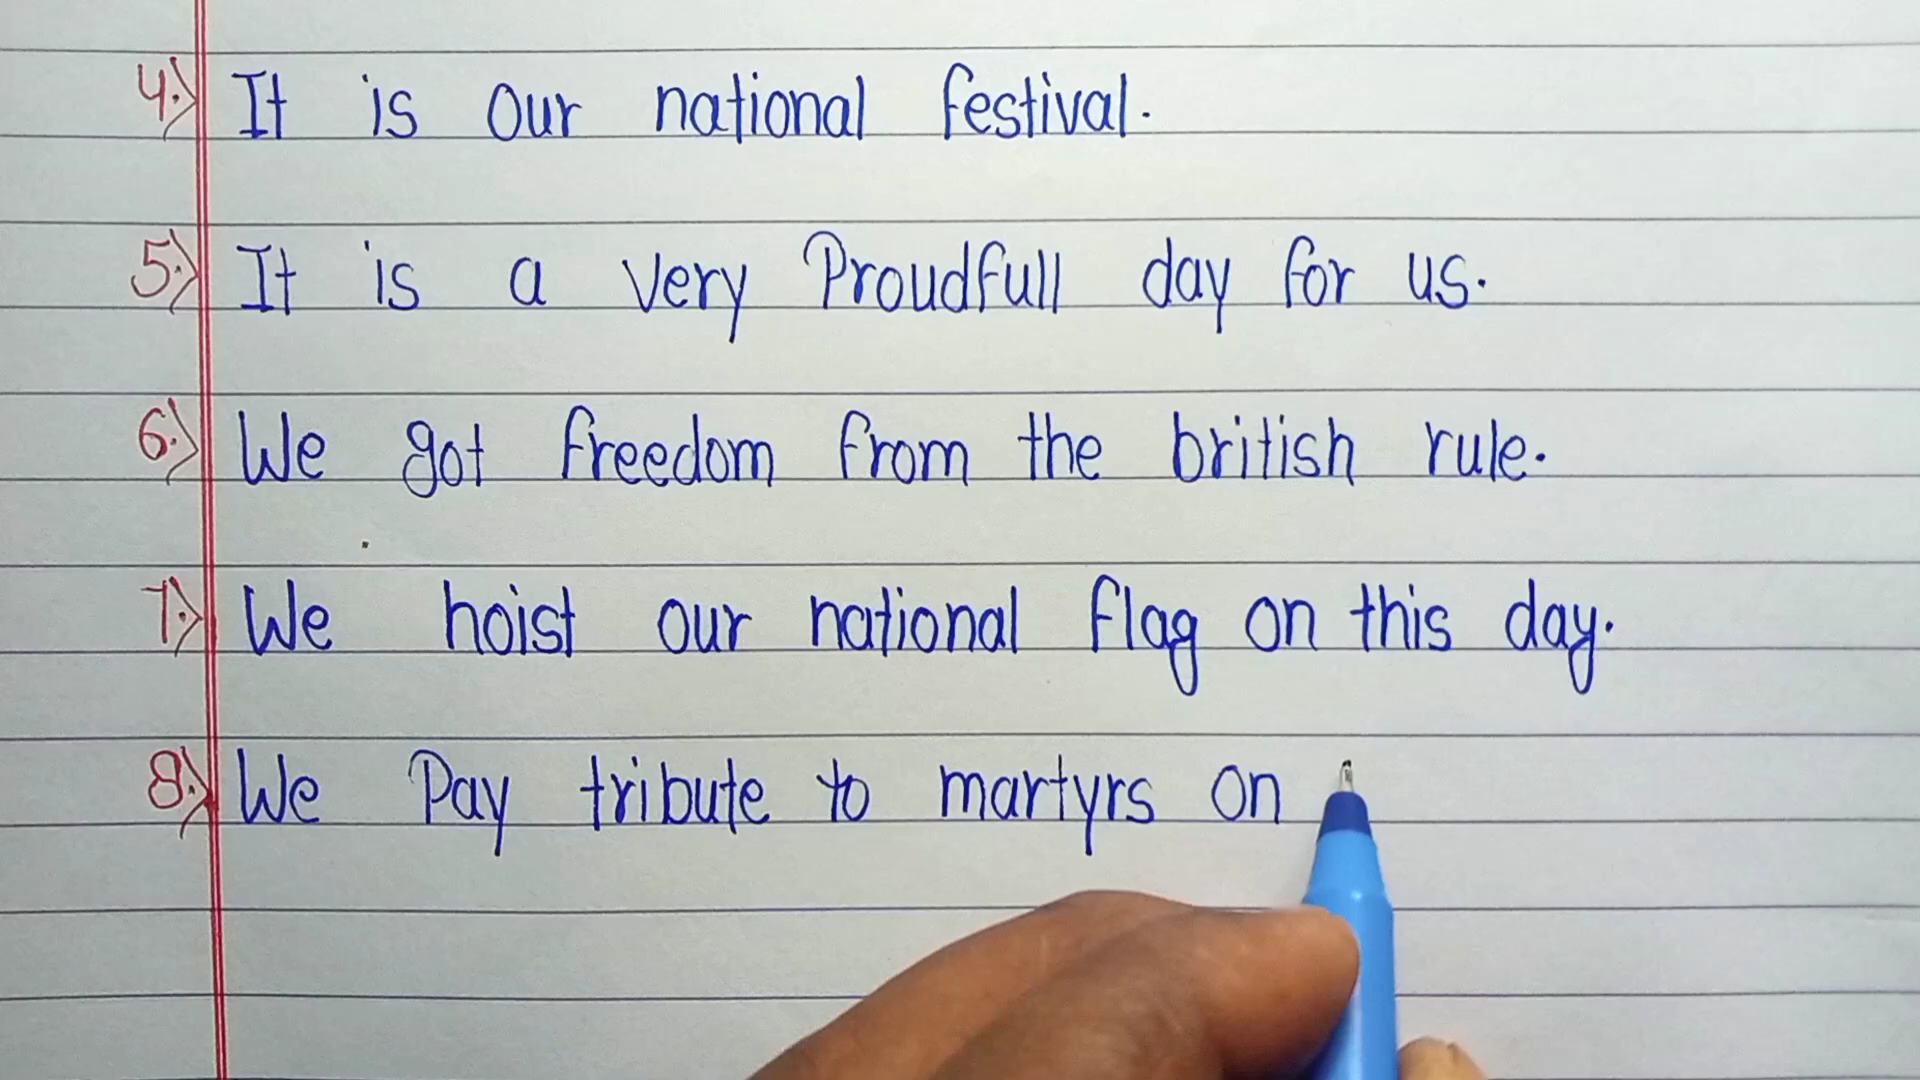 4.) It is our national festival.
5.) It is a very Proudfull day for us.
6.) We got freedom from the british rule.
7.) We hoist our national flag on this day.
8.) We Pay tribute to martyrs on